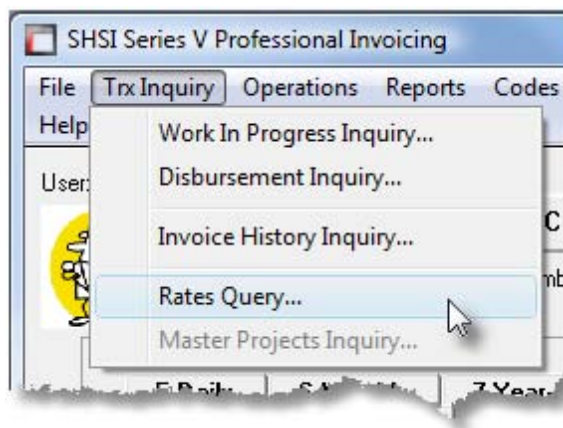 SHSI Series V Professional Invoicing
File Trx Inquiry Operations Reports Codes
Help
Work In Progress Inquiry...
User:
Disbursement Inquiry...
Invoice History Inquiry...
Rates Query...
Master Projects Inquiry...